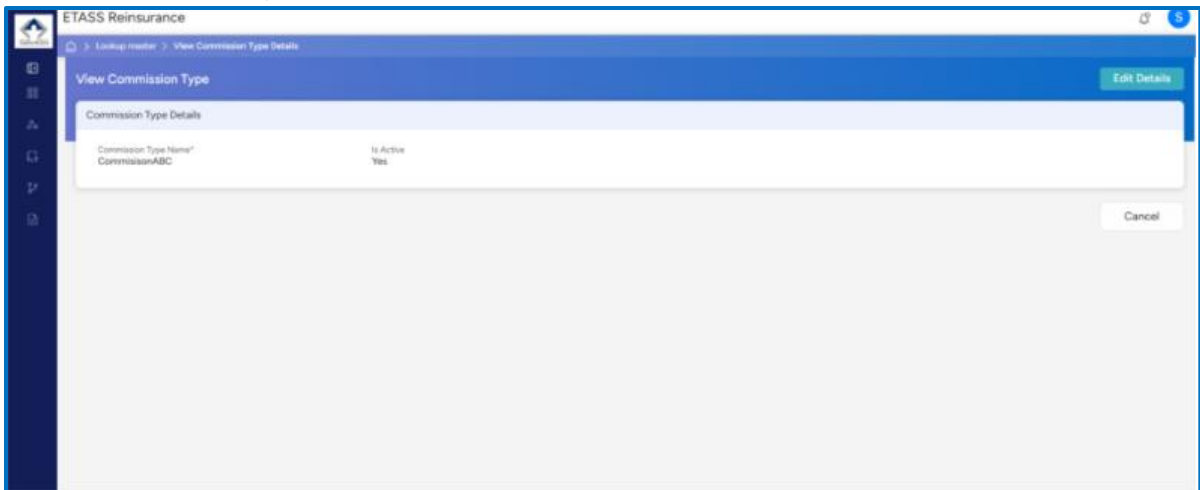 ETASS Reinsurance
S
> Lookup master > View Commission Type Details
View Commission Type
Edit Details
Commission Type Details
Commission Type Name*
Is Active
CommisisonABC
Yes
Cancel